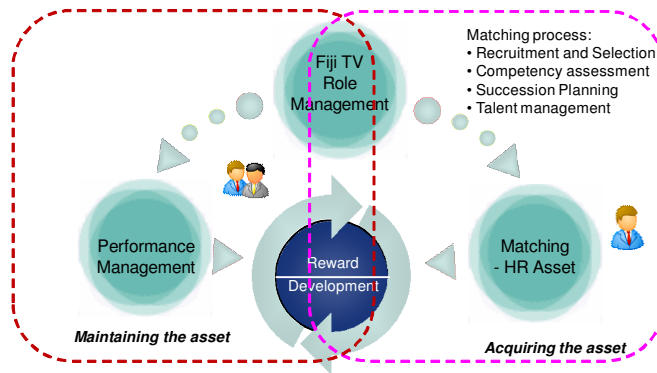 Fiji TV
Role
Management
Matching process:
• Recruitment and Selection
• Competency assessment
• Succession Planning
• Talent management
Performance
Management
Reward
Development
Matching
- HR Asset
Maintaining the asset
Acquiring the asset